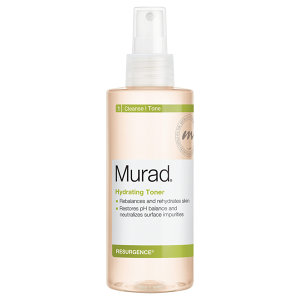 1 Cleanse | Tone
Murad.
Hydrating Toner
• Rebalances and rehydrates skin
• Restores pH balance and
neutralizes surface impurities
RESURGENCE®